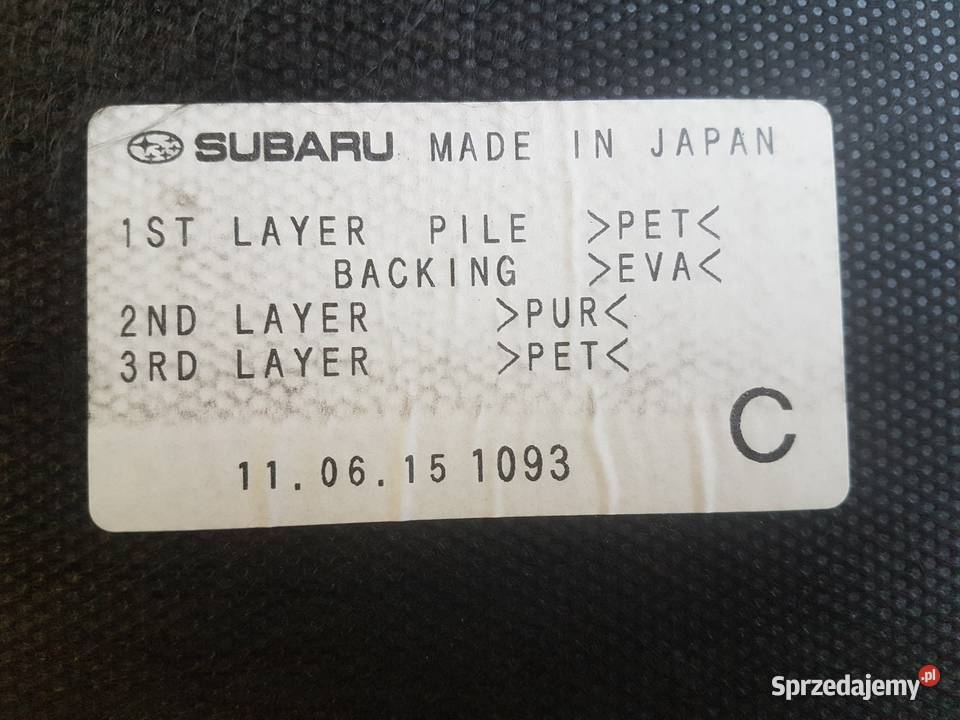 SUBARU MADE IN JAPAN
1ST LAYER PILE >PET<
BACKING >EVA<
2ND LAYER >PUR<
3RD LAYER >PET<
C
11.06.15 1093
Sprzedajemy.pl